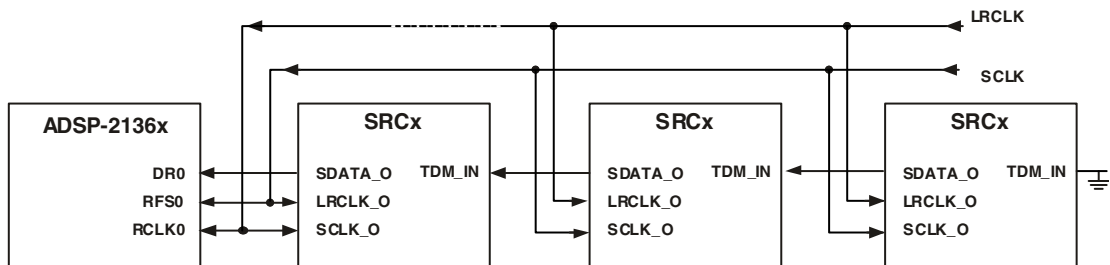 LRCLK
SCLK
ADSP-2136x
DR0
RFS0
RCLK0
SRCx
SDATA_O TDM_IN
LRCLK_O
SCLK_O
SRCx
SDATA_O TDM_IN
LRCLK_O
SCLK_O
SRCx
SDATA_O TDM_IN
LRCLK_O
SCLK_O